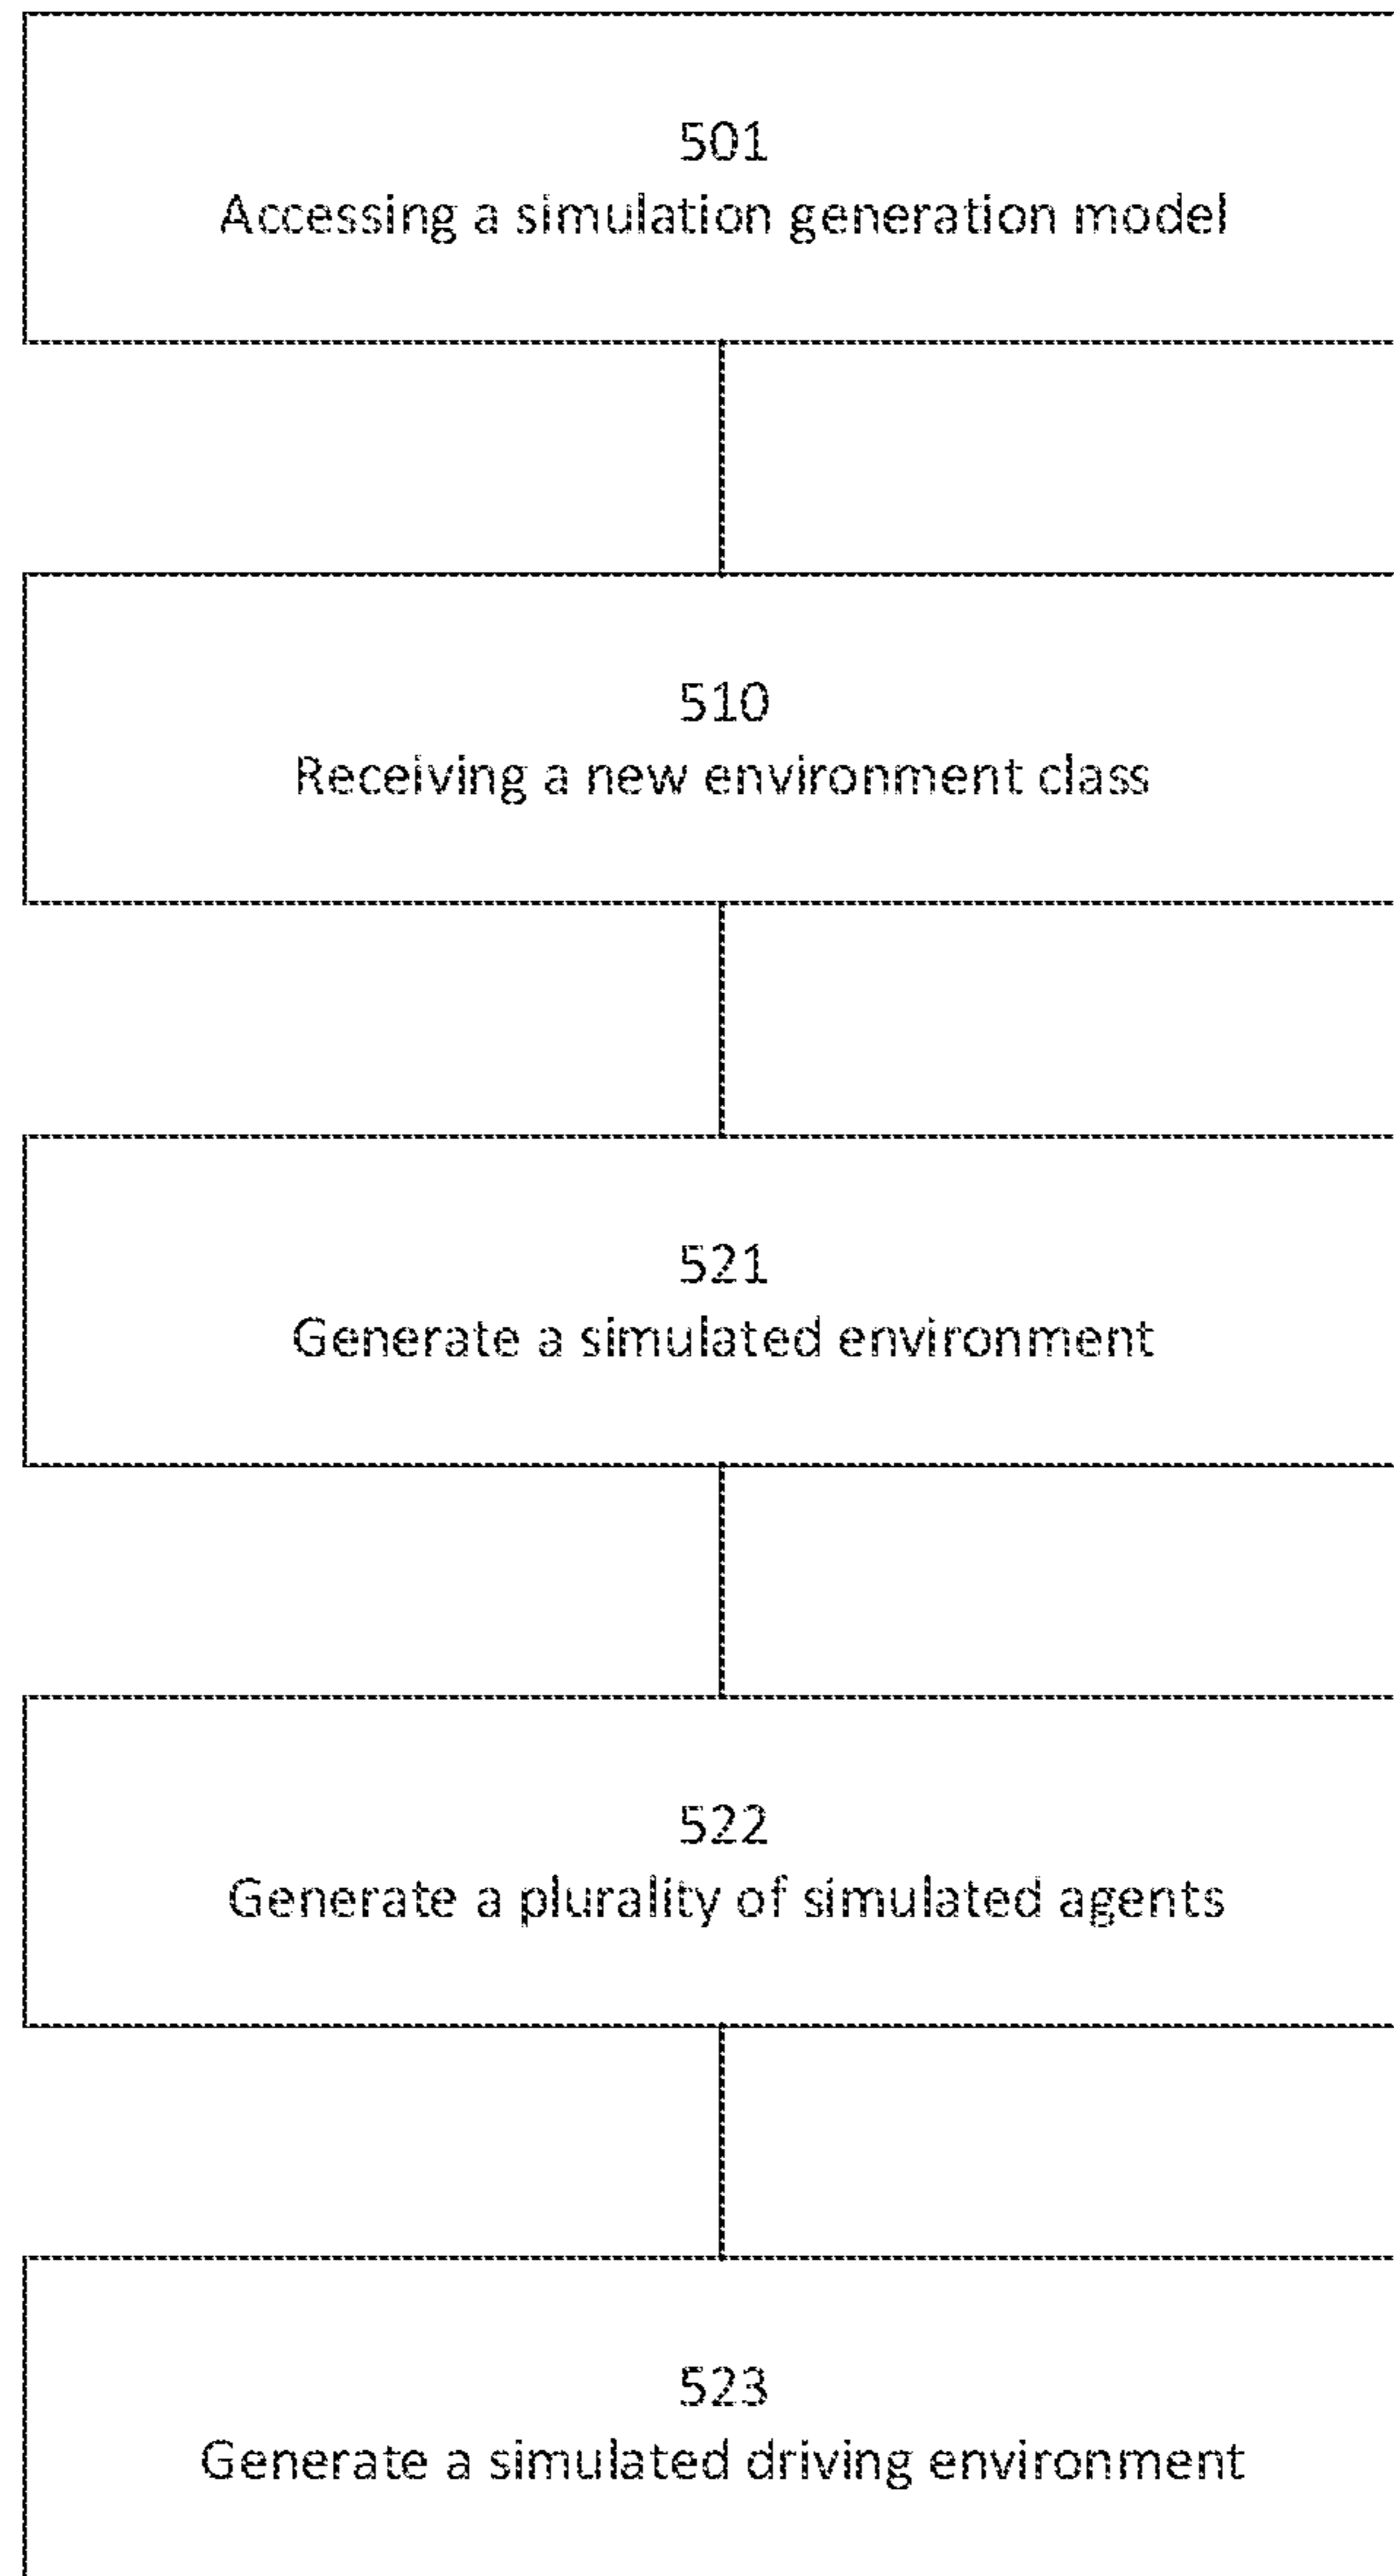 501
Accessing a simulation generation model
510
Receiving a new environment class
521
Generate a simulated environment
522
Generate a plurality of simulated agents
523
Generate a simulated driving environment